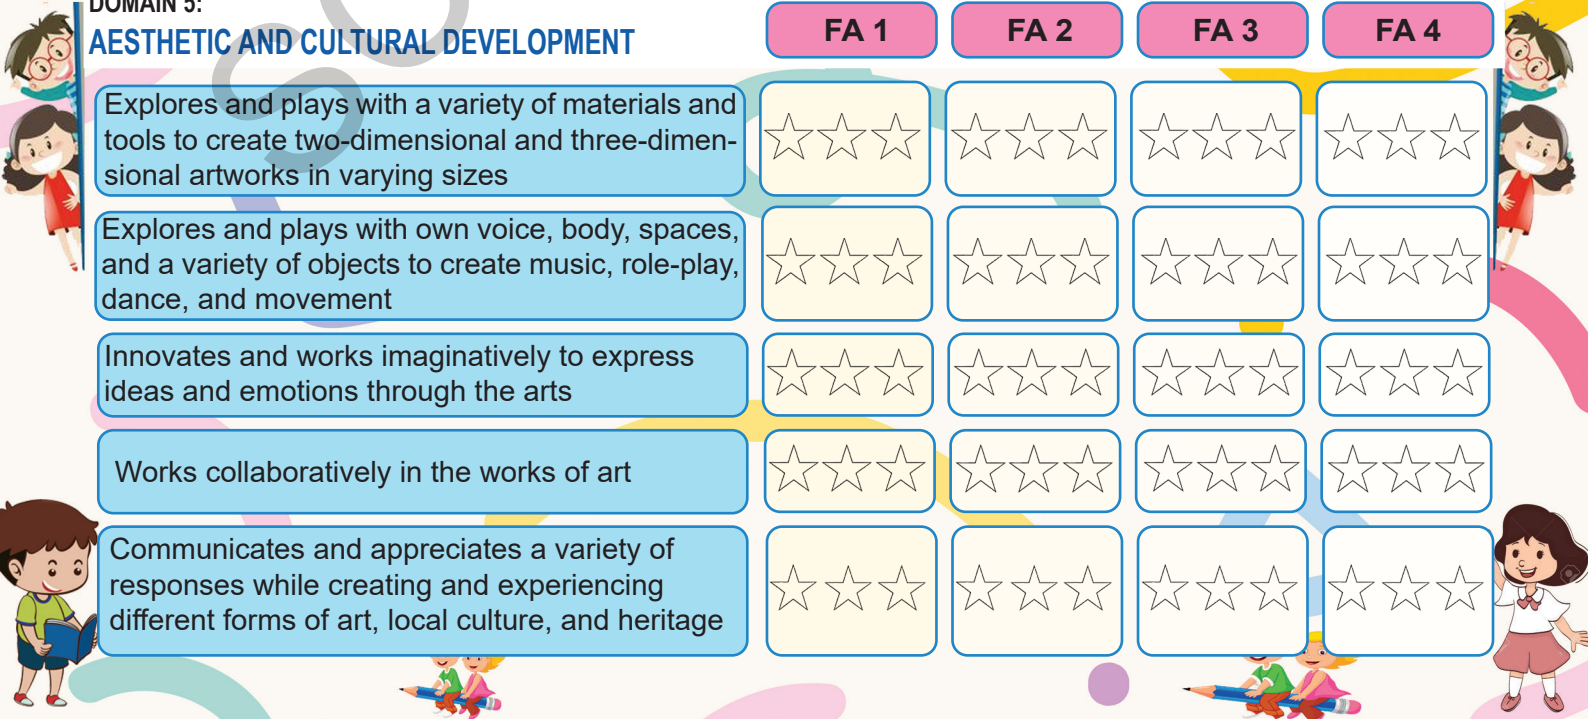 DOMAIN 5:
AESTHETIC AND CULTURAL DEVELOPMENT
FA 1
FA 2
FA 3
FA 4
Explores and plays with a variety of materials and
tools to create two-dimensional and three-dimen-
sional artworks in varying sizes
Explores and plays with own voice, body, spaces,
and a variety of objects to create music, role-play,
dance, and movement
Innovates and works imaginatively to express
ideas and emotions through the arts
Works collaboratively in the works of art
Communicates and appreciates a variety of
responses while creating and experiencing
different forms of art, local culture, and heritage